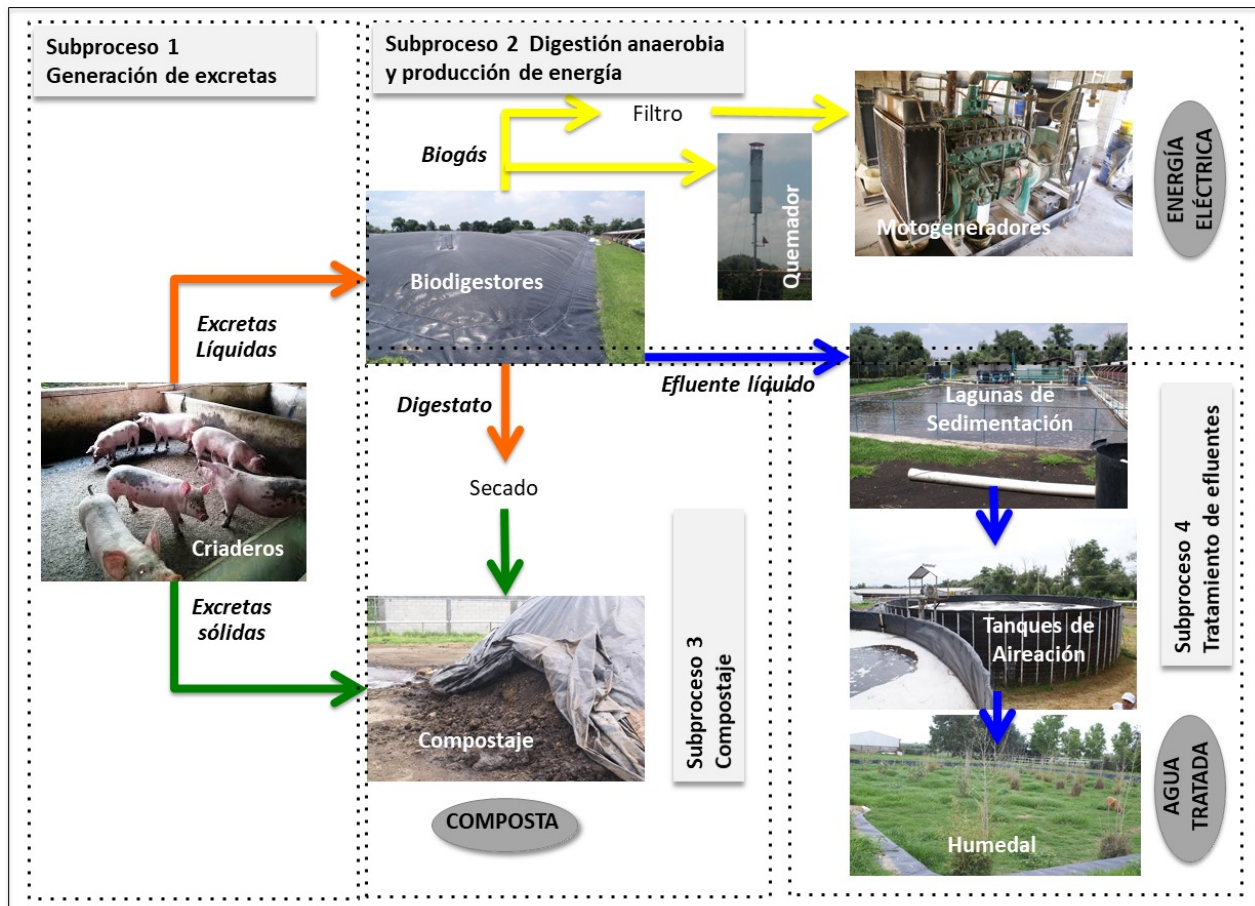 Subproceso 1
Generación de excretas
Subproceso 2 Digestión anaerobia
y producción de energía
Filtro
Biogás
Quemador
Motogeneradores
ENERGÍA
ELÉCTRICA
Biodigestores
Excretas
Líquidas
Efluente líquido
Digestato
Lagunas de
Sedimentación
Secado
Criaderos
Excretas
sólidas
Compostaje
Subproceso 3
Compostaje
COMPOSTA
Tanques de
Aireación
Subproceso 4
Tratamiento de efluentes
Humedal
AGUA
TRATADA